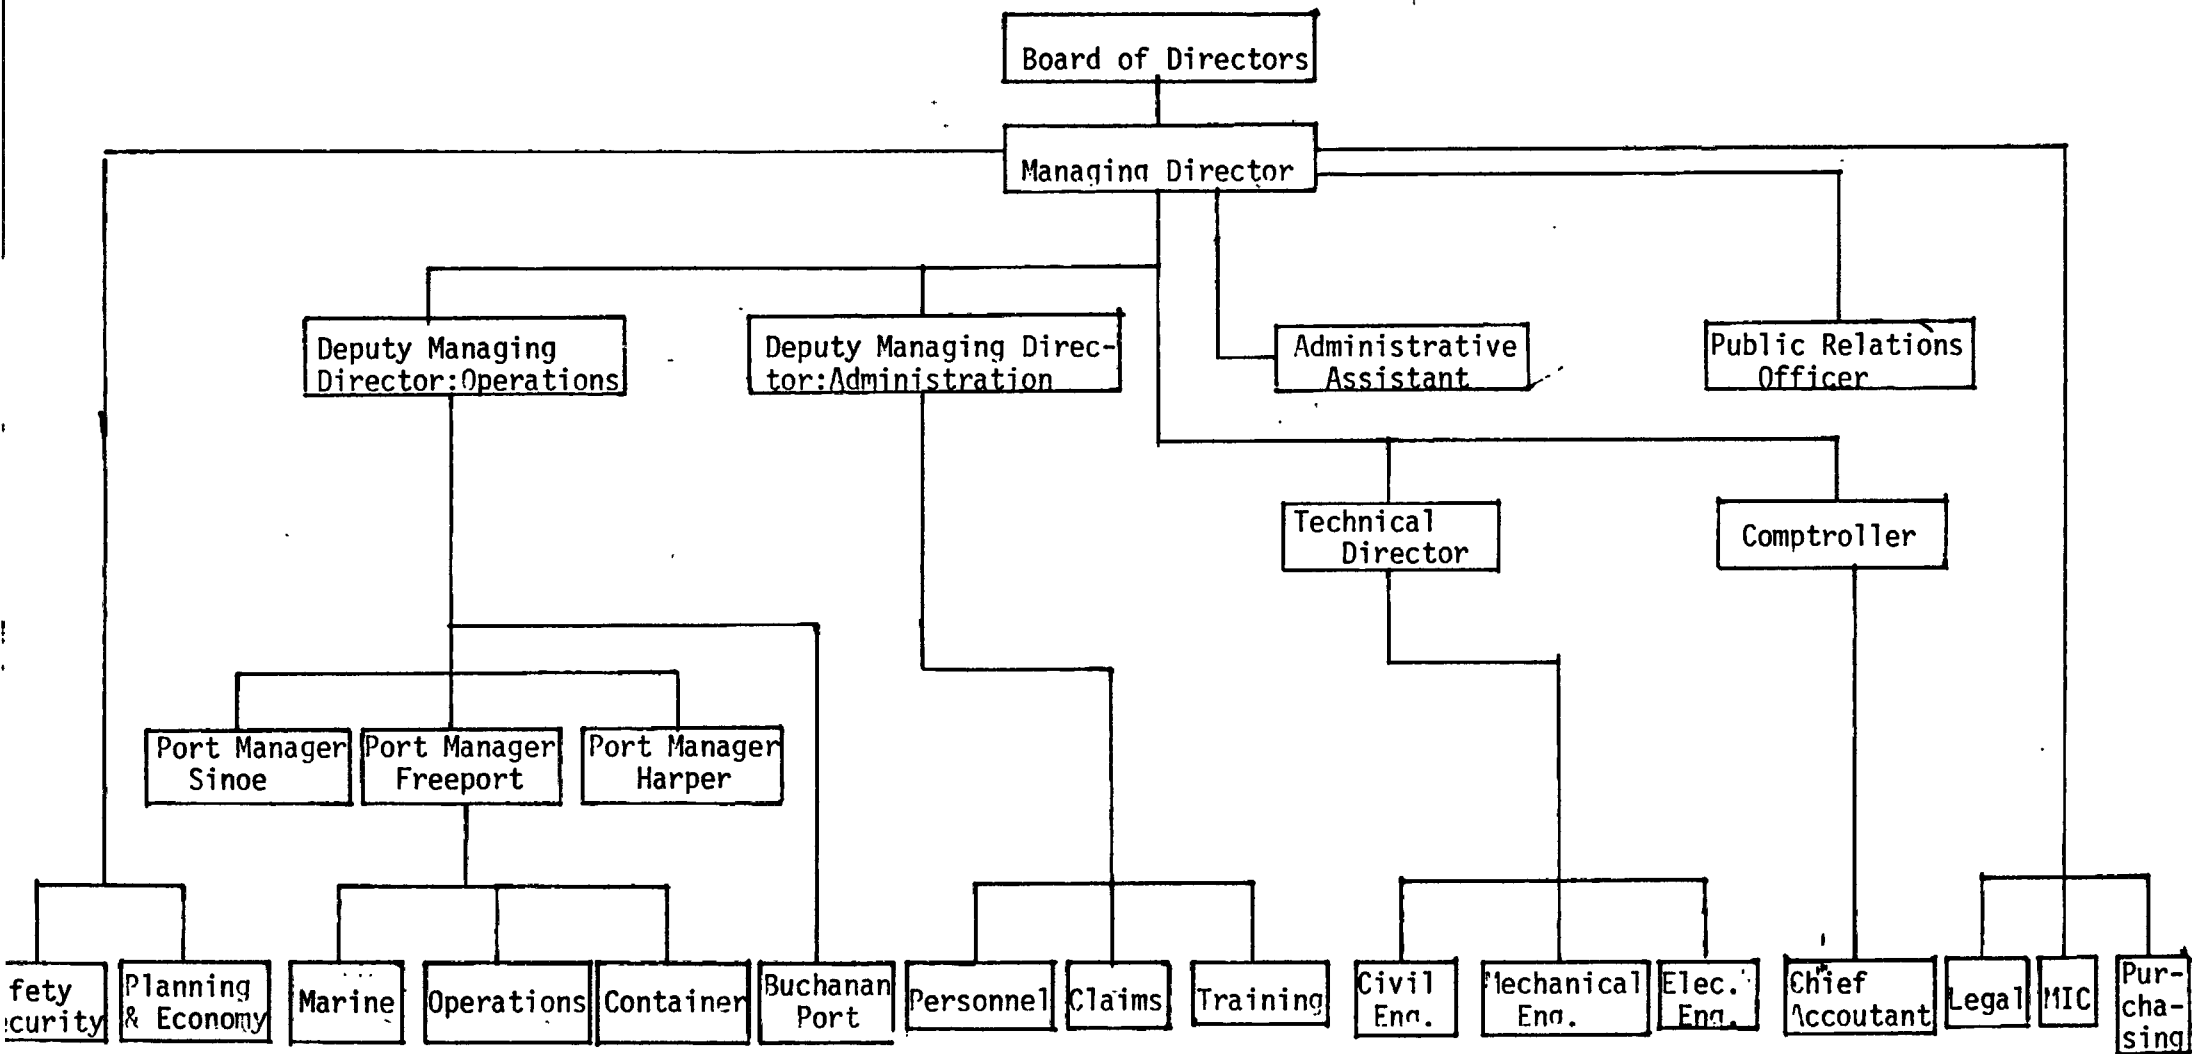 Board of Directors
Managing Director
Deputy Managing
Director:Operations
Deputy Managing Direc-
tor:Administration
Administrative
Assistant
Public Relations
Officer
Technical
Director
Comptroller
Port Manager
Sinoe
Port Manager
Freeport
Port Manager
Harper
fety
curity
Planning
& Economy
Marine
Operations
Container
Buchanan
Port
Personnel
Claims
Training
Civil
Eng.
Mechanical
Eng.
Elec.
Eng.
Chief
Accoutant
Legal
MIC
Pur-
cha-
sing